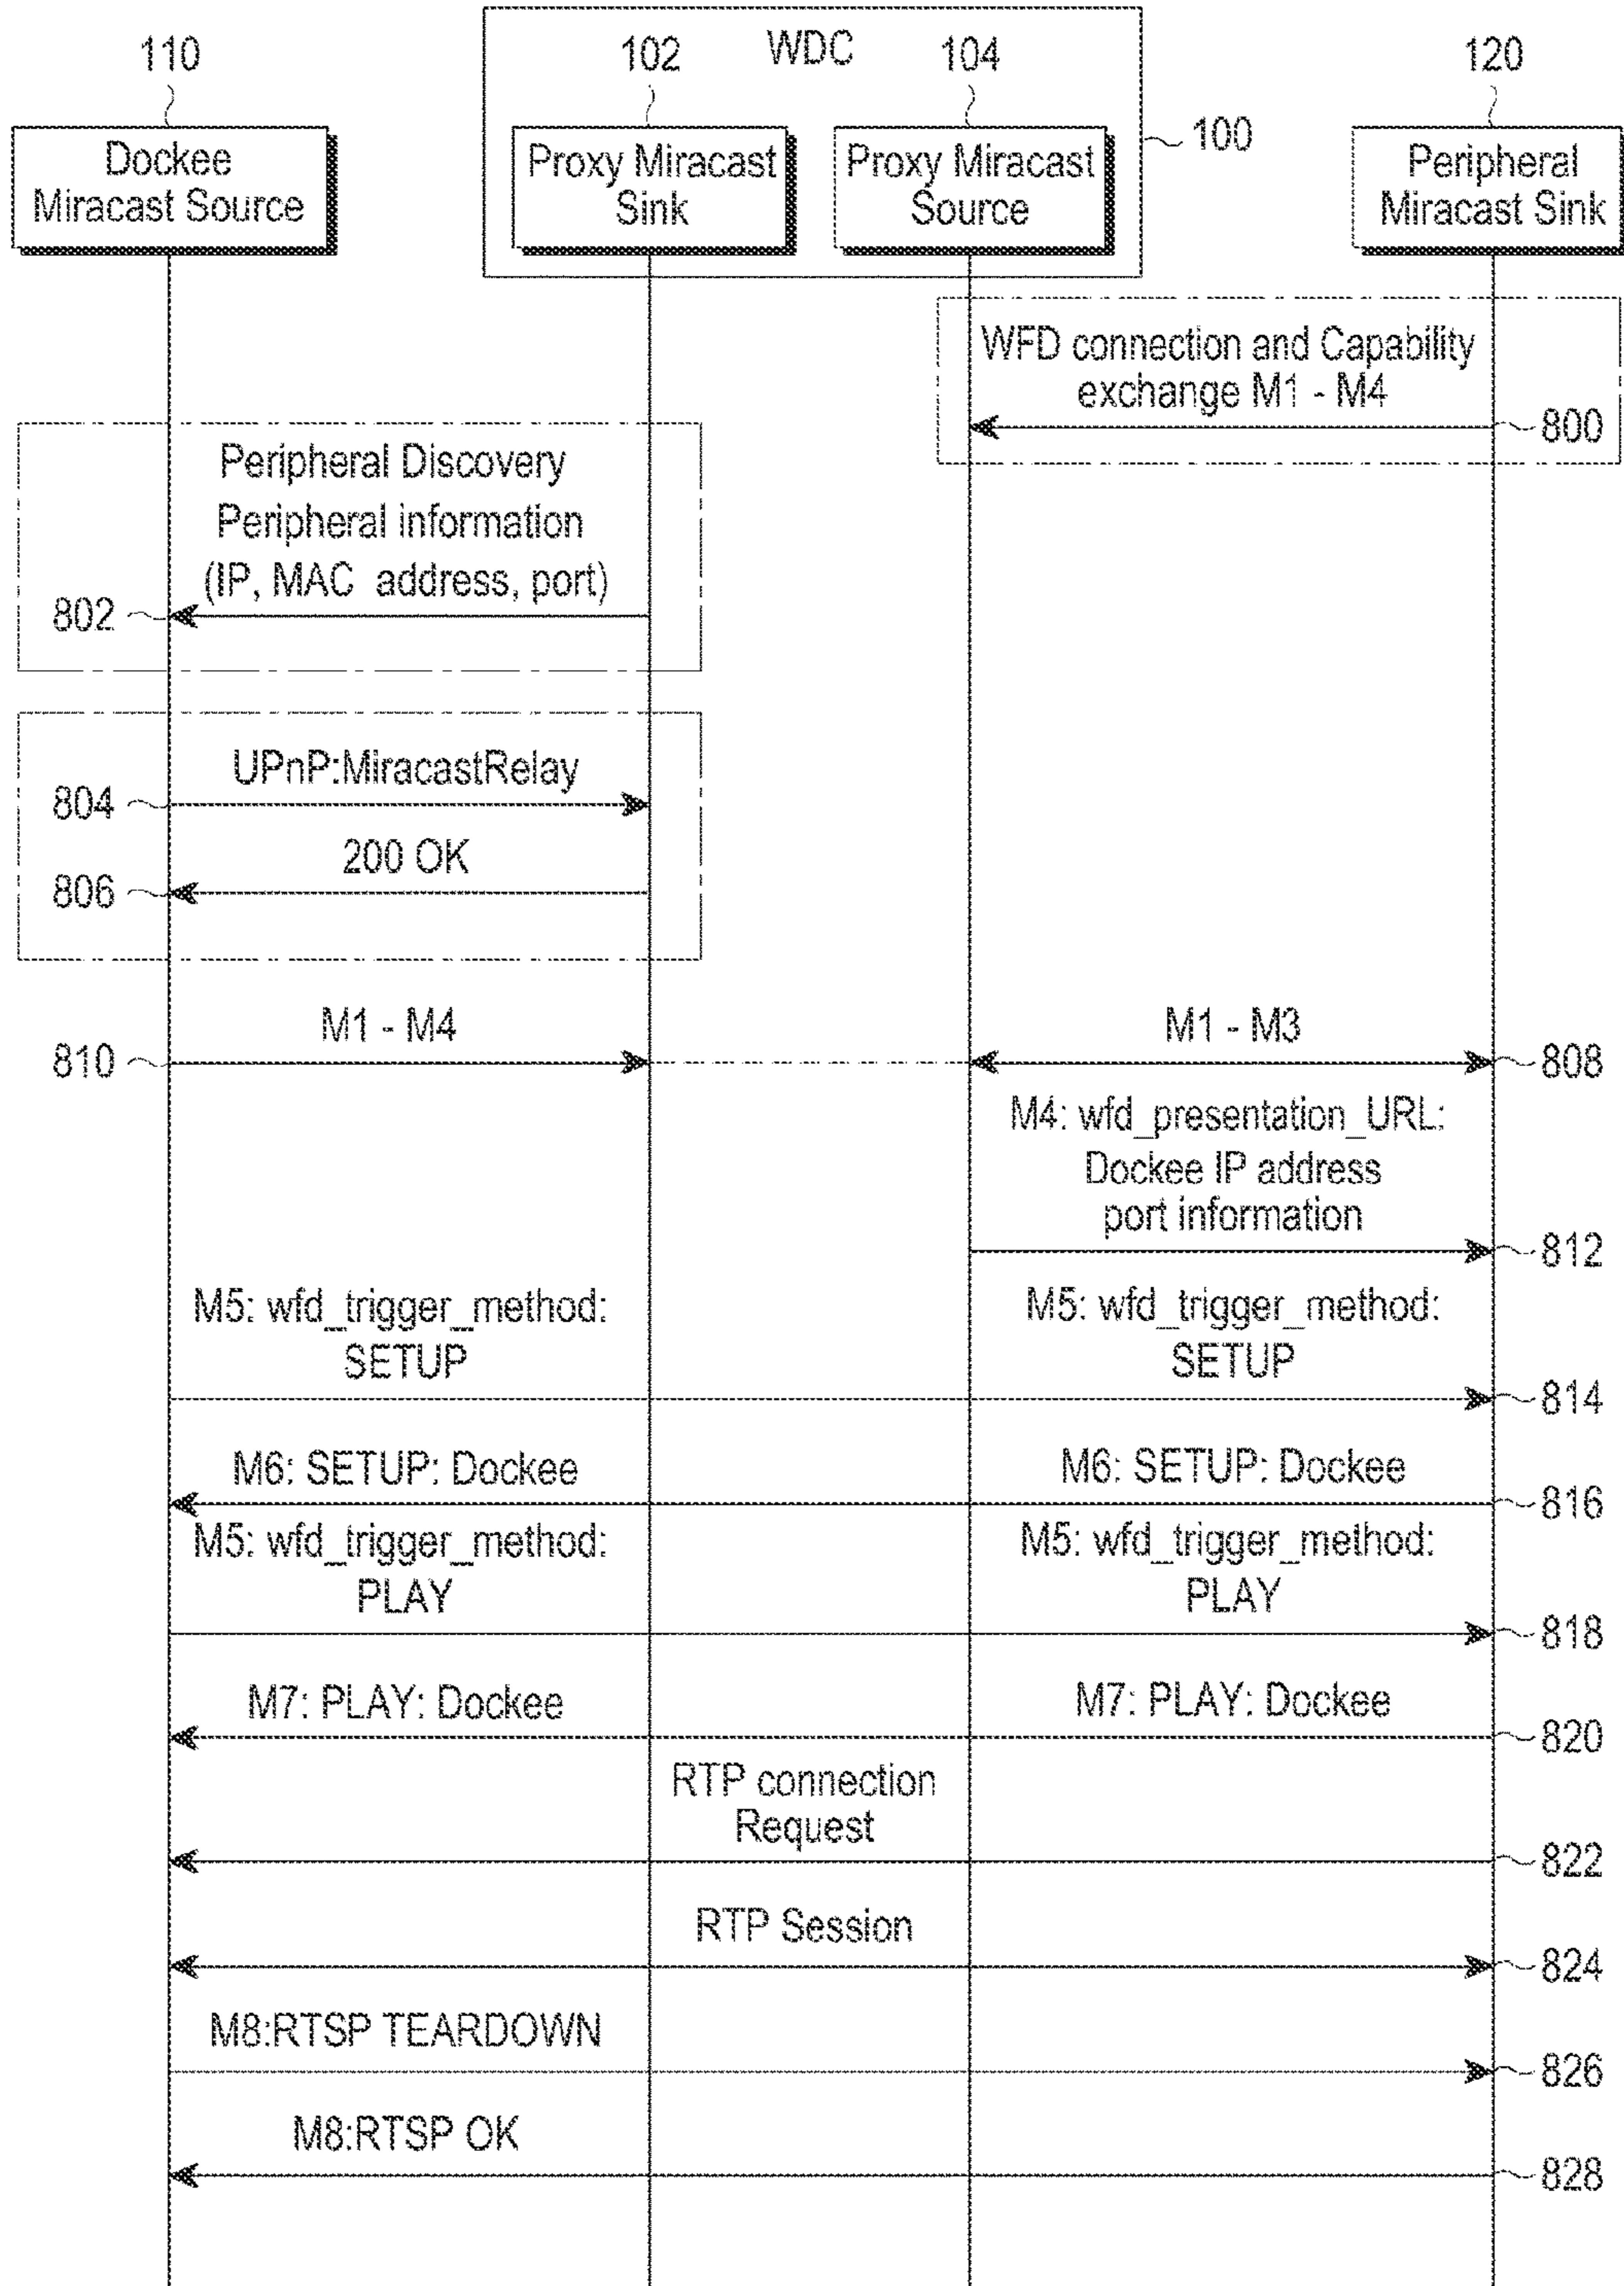 WDC
110
102
104
120
100
Dockee
Miracast Source
Proxy Miracast
Sink
Proxy Miracast
Source
Peripheral
Miracast Sink
WFD connection and Capability
exchange M1 - M4
800
Peripheral Discovery
Peripheral information
(IP, MAC address, port)
802
UPnP:MiracastRelay
804
200 OK
806
M1 - M4
810
M1 - M3
808
M4: wfd_presentation_URL:
Dockee IP address
port information
812
M5: wfd_trigger_method:
SETUP
M5: wfd_trigger_method:
SETUP
814
M6: SETUP: Dockee
M6: SETUP: Dockee
816
M5: wfd_trigger_method:
PLAY
M5: wfd_trigger_method:
PLAY
818
M7: PLAY: Dockee
M7: PLAY: Dockee
820
RTP connection
Request
822
RTP Session
824
M8:RTSP TEARDOWN
826
M8:RTSP OK
828